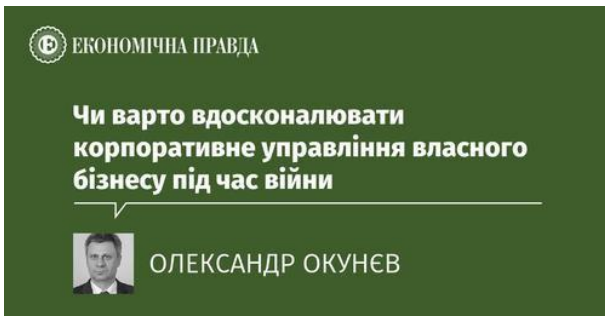 ЕКОНОМІЧНА ПРАВДА
Чи варто вдосконалювати
корпоративне управління власного
бізнесу під час війни
ОЛЕКСАНДР ОКУНЄВ